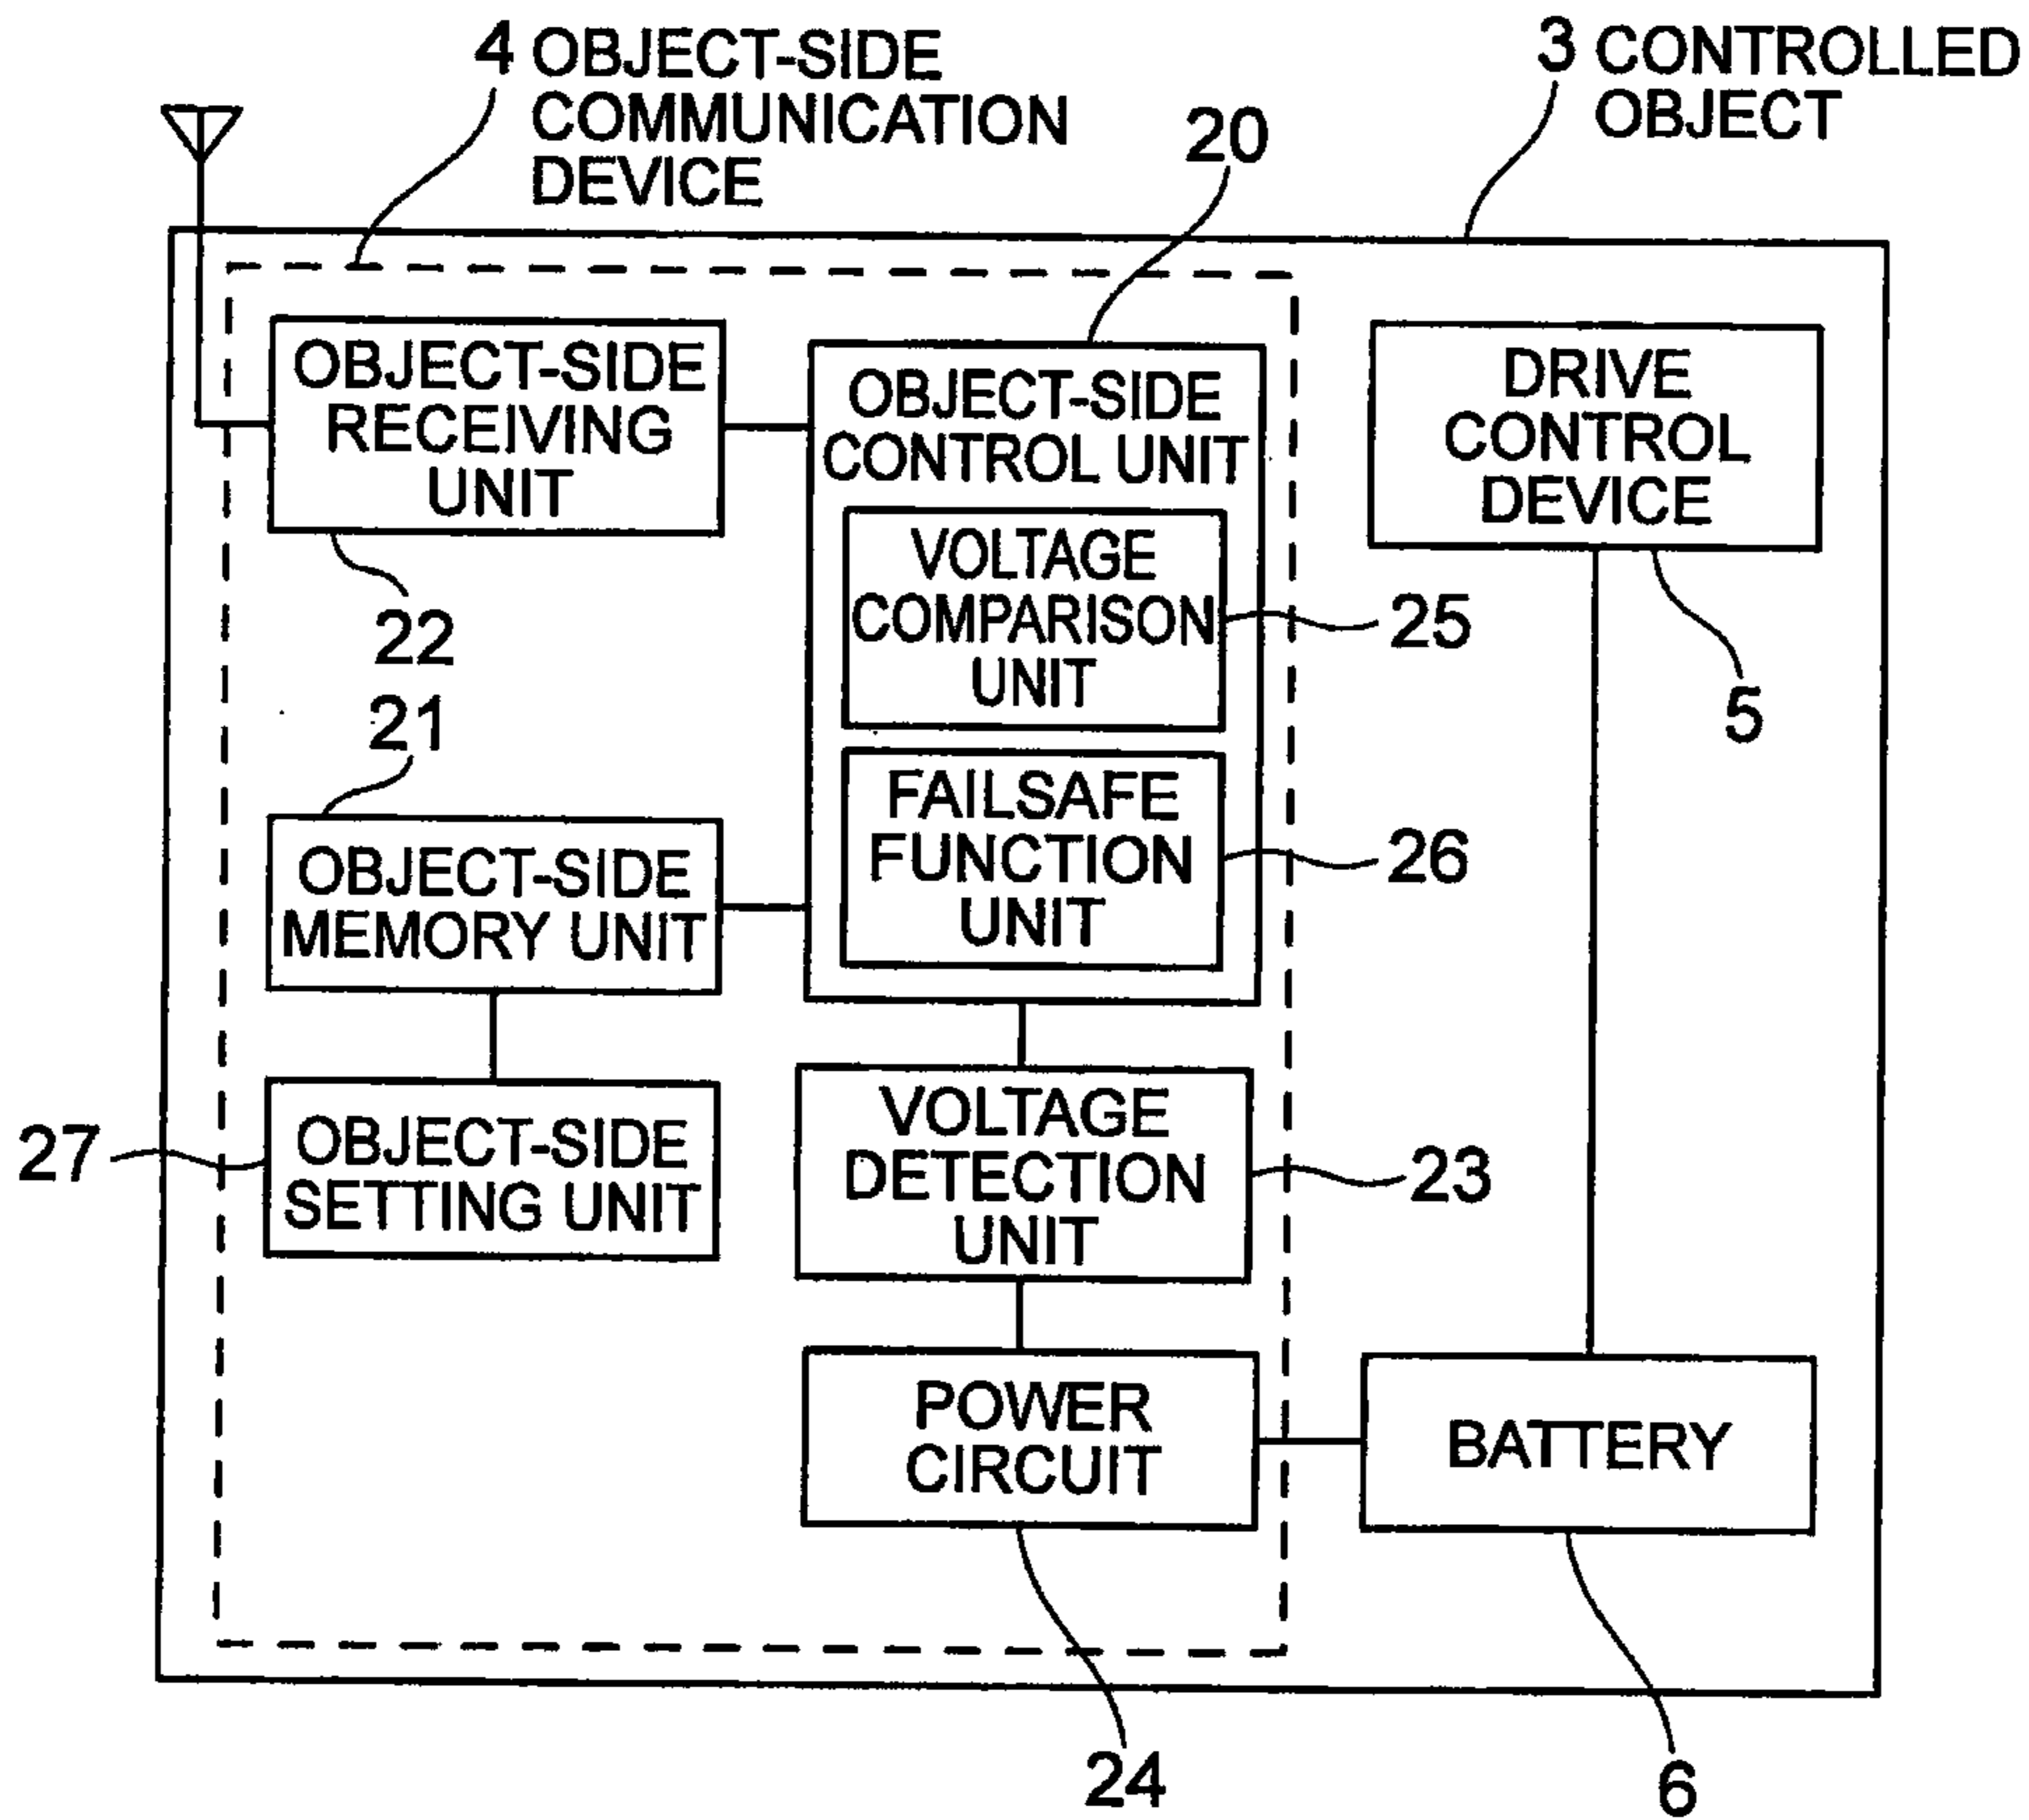 4 OBJECT-SIDE
COMMUNICATION
DEVICE
3 CONTROLLED
OBJECT
20
OBJECT-SIDE
RECEIVING
UNIT
22
OBJECT-SIDE
CONTROL UNIT
VOLTAGE
COMPARISON
UNIT
25
DRIVE
CONTROL
DEVICE
5
21
OBJECT-SIDE
MEMORY UNIT
FAILSAFE
FUNCTION
UNIT
26
27
OBJECT-SIDE
SETTING UNIT
VOLTAGE
DETECTION
UNIT
23
POWER
CIRCUIT
24
BATTERY
6